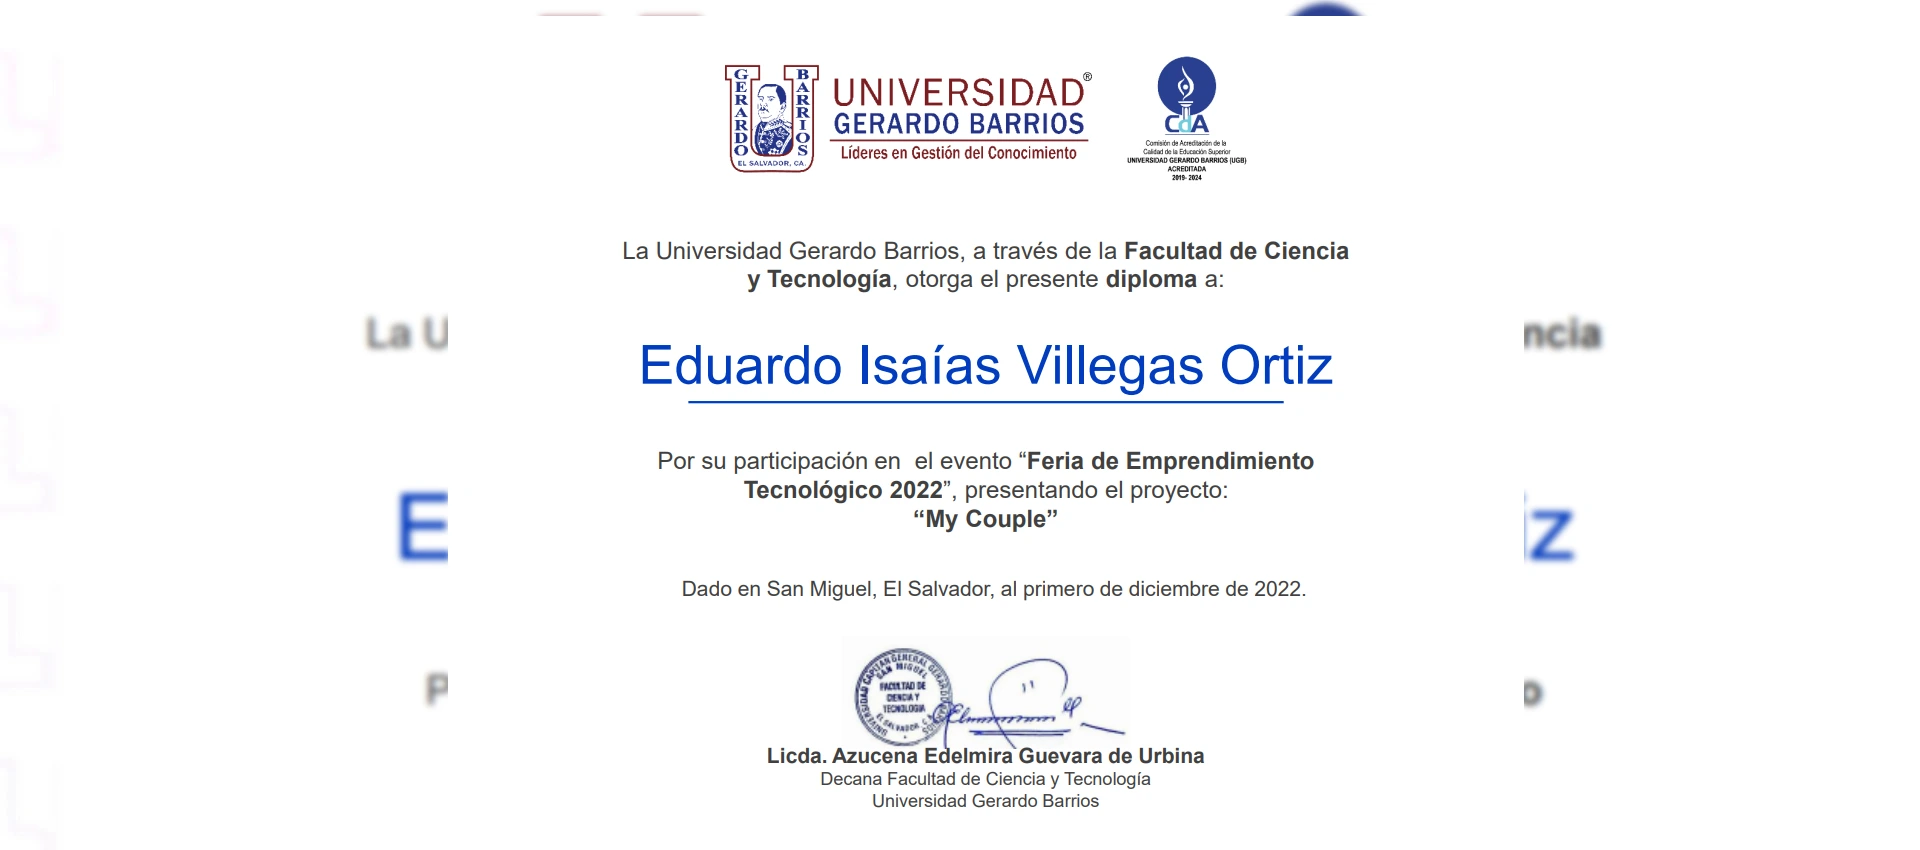 GERARDO BARRIOS
EL SALVADOR, CA.
UNIVERSIDAD®
GERARDO BARRIOS
Líderes en Gestión del Conocimiento
CdA
Comisión de Acreditación de la
Calidad de la Educación Superior
UNIVERSIDAD GERARDO BARRIOS (UGB)
ACREDITADA
2019- 2024
La Universidad Gerardo Barrios, a través de la Facultad de Ciencia
y Tecnología, otorga el presente diploma a:
Eduardo Isaías Villegas Ortiz
Por su participación en  el evento “Feria de Emprendimiento
Tecnológico 2022”, presentando el proyecto:
“My Couple”
Dado en San Miguel, El Salvador, al primero de diciembre de 2022.
UNIVERSIDAD CAPITAN GENERAL GERARDO BARRIOS
SAN MIGUEL
FACULTAD DE
CIENCIA Y
TECNOLOGIA
EL SALVADOR, C.A.
Licda. Azucena Edelmira Guevara de Urbina
Decana Facultad de Ciencia y Tecnología
Universidad Gerardo Barrios